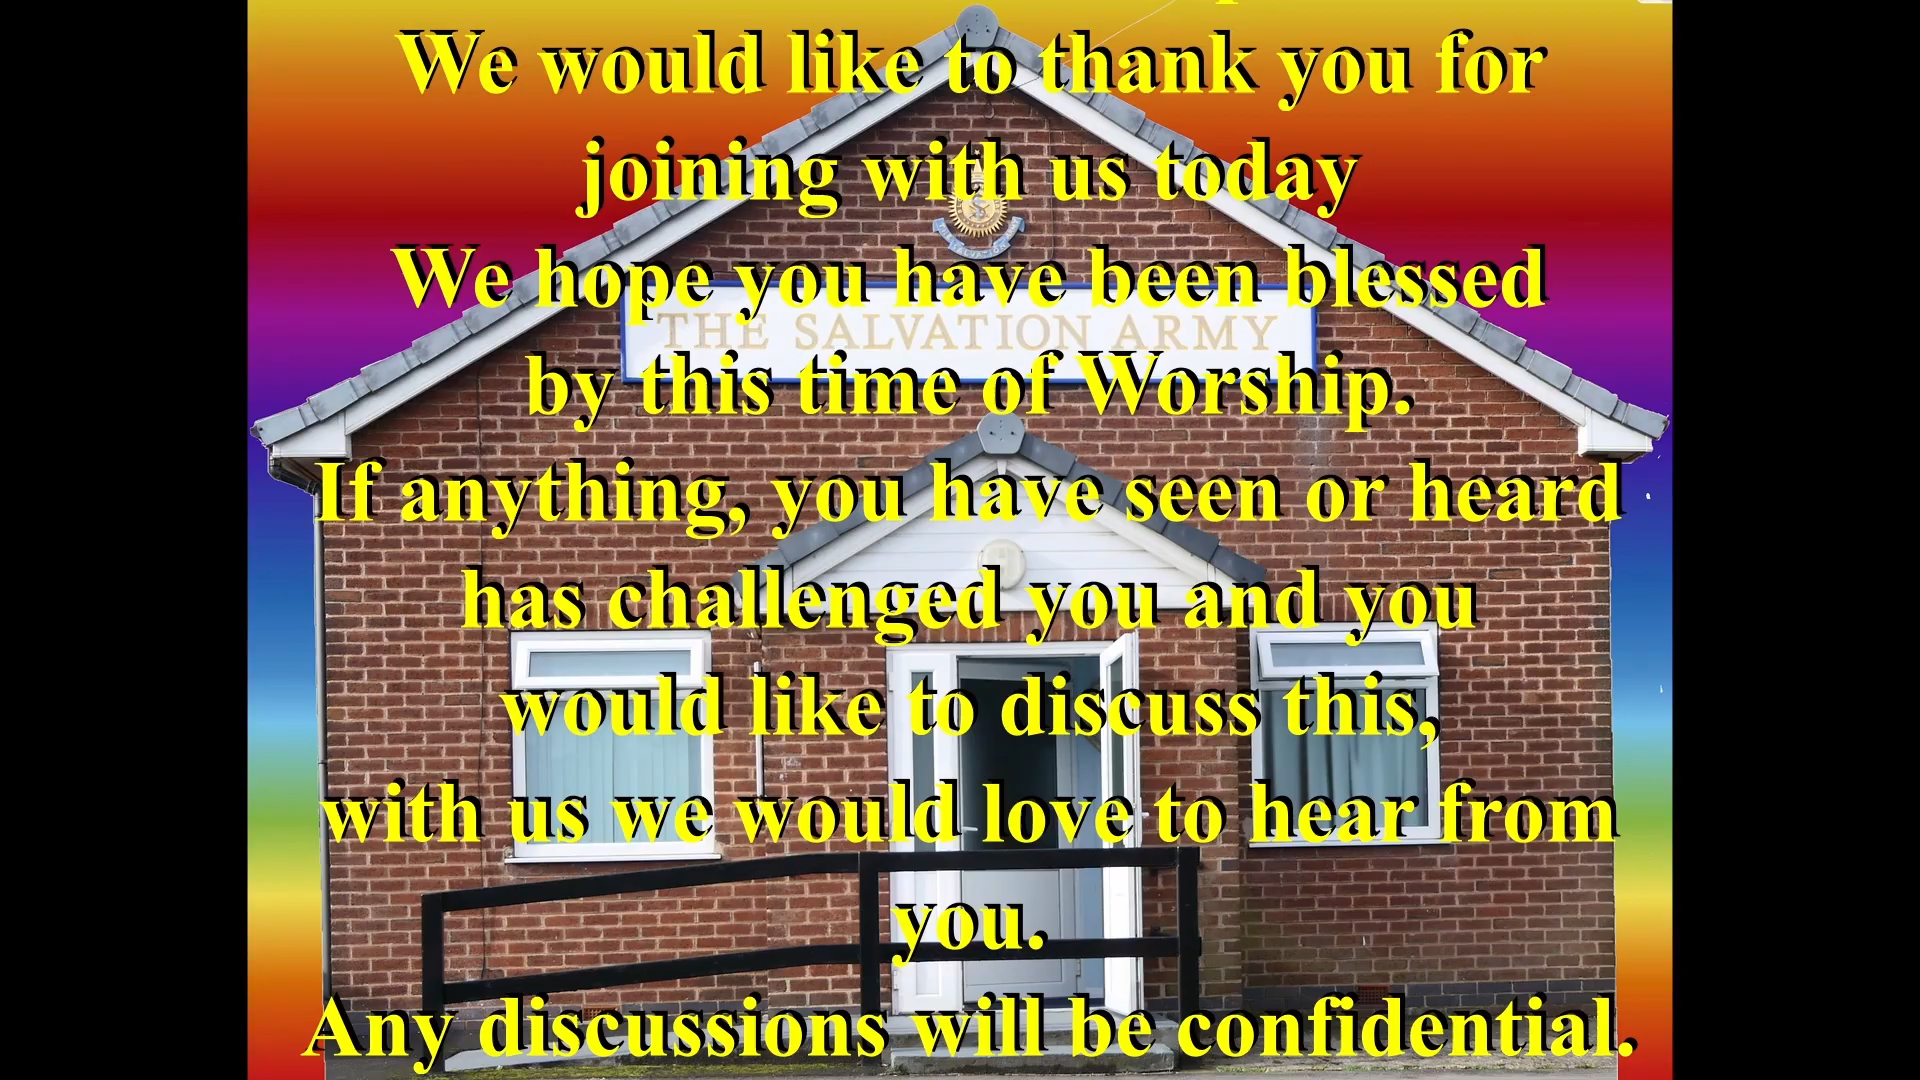 We would like to thank you for
joining with us today
We hope you have been blessed
THE SALVATION ARMY
by this time of Worship.
If anything, you have seen or heard
has challenged you and you
would like to discuss this,
with us we would love to hear from
you.
Any discussions will be confidential.